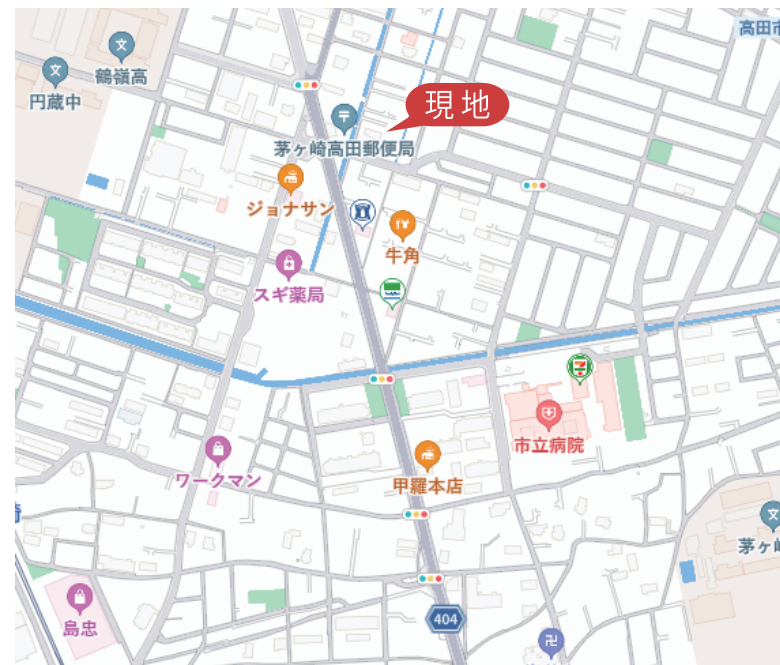 高田市
鶴嶺高
円蔵中
現地
〒
茅ヶ崎高田郵便局
ジョナサン
牛角
スギ薬局
市立病院
ワークマン
甲羅本店
茅ヶ崎
島忠
404